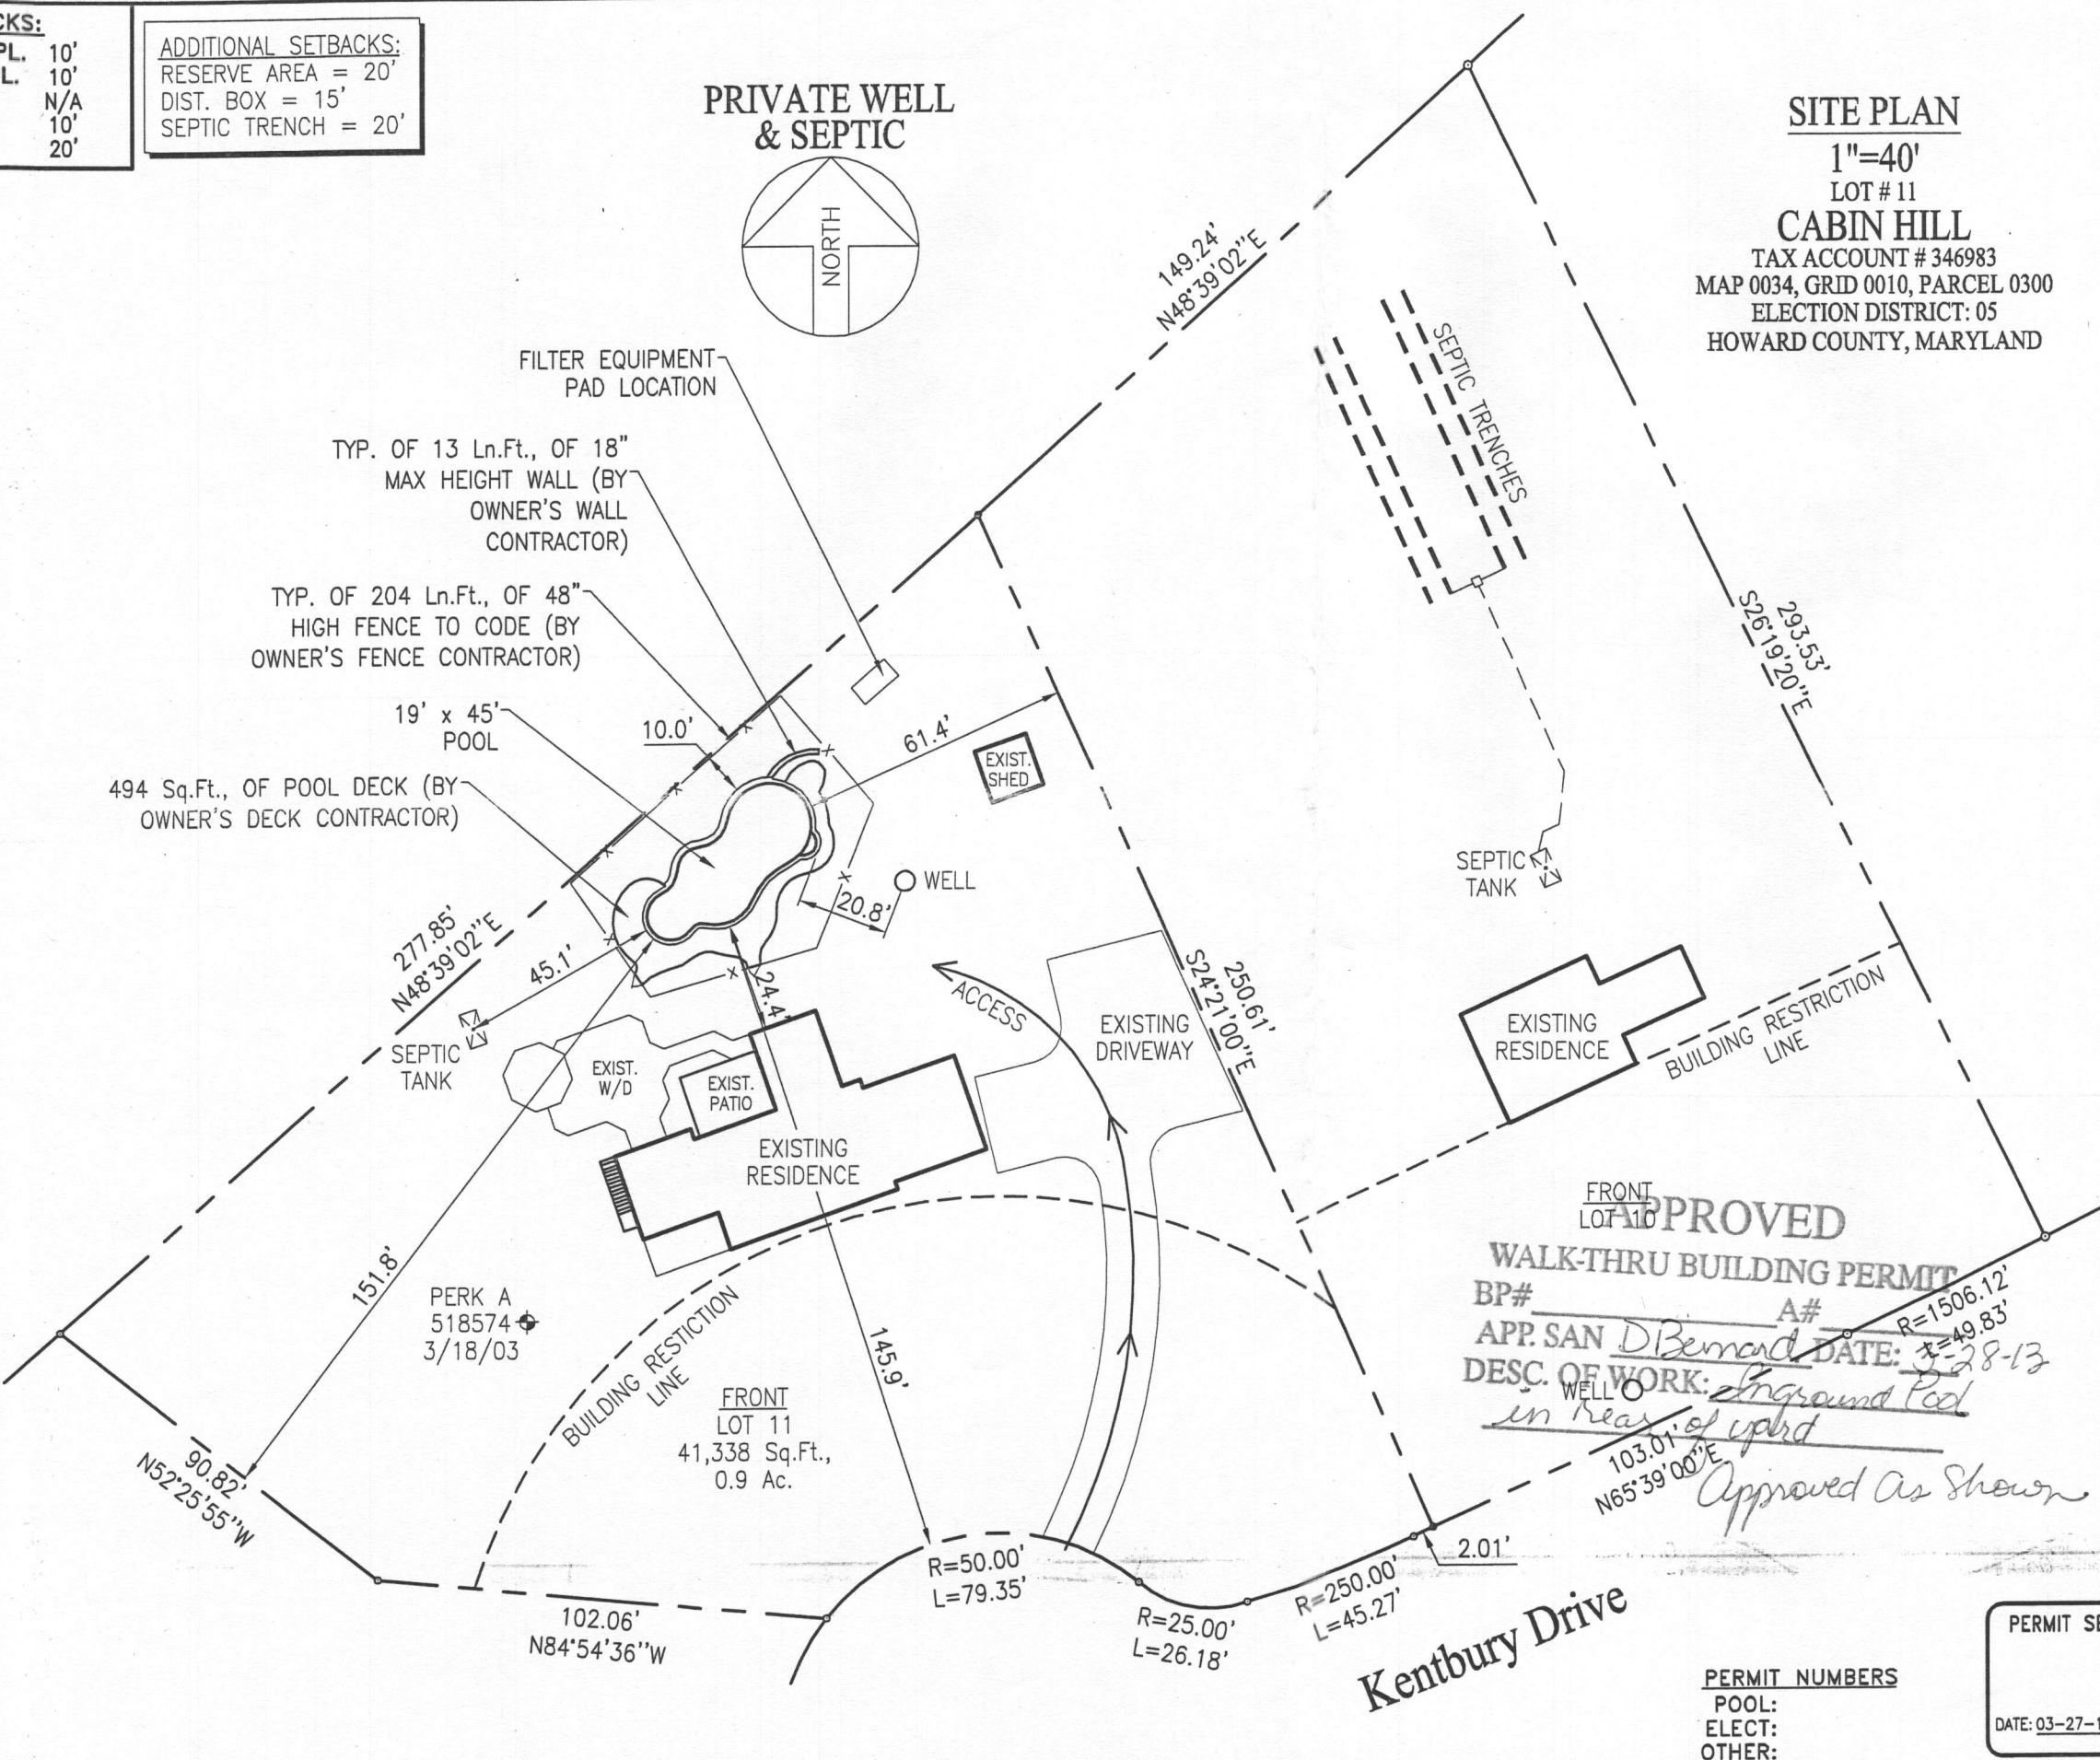 CKS:
PL. 10'
L. 10'
N/A
10'
20'
ADDITIONAL SETBACKS:
RESERVE AREA = 20'
DIST. BOX = 15'
SEPTIC TRENCH = 20'
PRIVATE WELL
& SEPTIC
NORTH
SITE PLAN
1"=40'
LOT # 11
CABIN HILL
TAX ACCOUNT # 346983
MAP 0034, GRID 0010, PARCEL 0300
ELECTION DISTRICT: 05
HOWARD COUNTY, MARYLAND
149.24'
N48°39'02"E
FILTER EQUIPMENT
PAD LOCATION
TYP. OF 13 Ln.Ft., OF 18"
MAX HEIGHT WALL (BY
OWNER'S WALL
CONTRACTOR)
TYP. OF 204 Ln.Ft., OF 48"
HIGH FENCE TO CODE (BY
OWNER'S FENCE CONTRACTOR)
19' x 45'
POOL
494 Sq.Ft., OF POOL DECK (BY
OWNER'S DECK CONTRACTOR)
10.0'
61.4'
EXIST.
SHED
WELL
20.8'
SEPTIC TRENCHES
293.53'
S26°19'20"E
SEPTIC
TANK
277.85'
N48°39'02"E
45.1'
24.4'
SEPTIC
TANK
EXIST.
W/D
EXIST.
PATIO
EXISTING
RESIDENCE
ACCESS
EXISTING
DRIVEWAY
250.61'
S24°21'00"E
EXISTING
RESIDENCE
BUILDING RESTRICTION
LINE
151.8'
PERK A
518574
3/18/03
BUILDING RESTICTION
LINE
145.9'
FRONT
LOT 11
41,338 Sq.Ft.,
0.9 Ac.
FRONT
LOT 10
APPROVED
WALK-THRU BUILDING PERMIT
BP# A#
APP. SAN D Bernard DATE: 3-28-13
DESC. OF WORK: Inground Pool
in rear of yard
Approved As Shown
WELL
R=1506.12'
L=49.83'
103.01'
N65°39'00"E
90.82'
N52°25'55"W
102.06'
N84°54'36"W
R=50.00'
L=79.35'
R=25.00'
L=26.18'
R=250.00'
L=45.27'
2.01'
Kentbury Drive
PERMIT NUMBERS
POOL:
ELECT:
OTHER:
PERMIT SE
DATE: 03-27-1